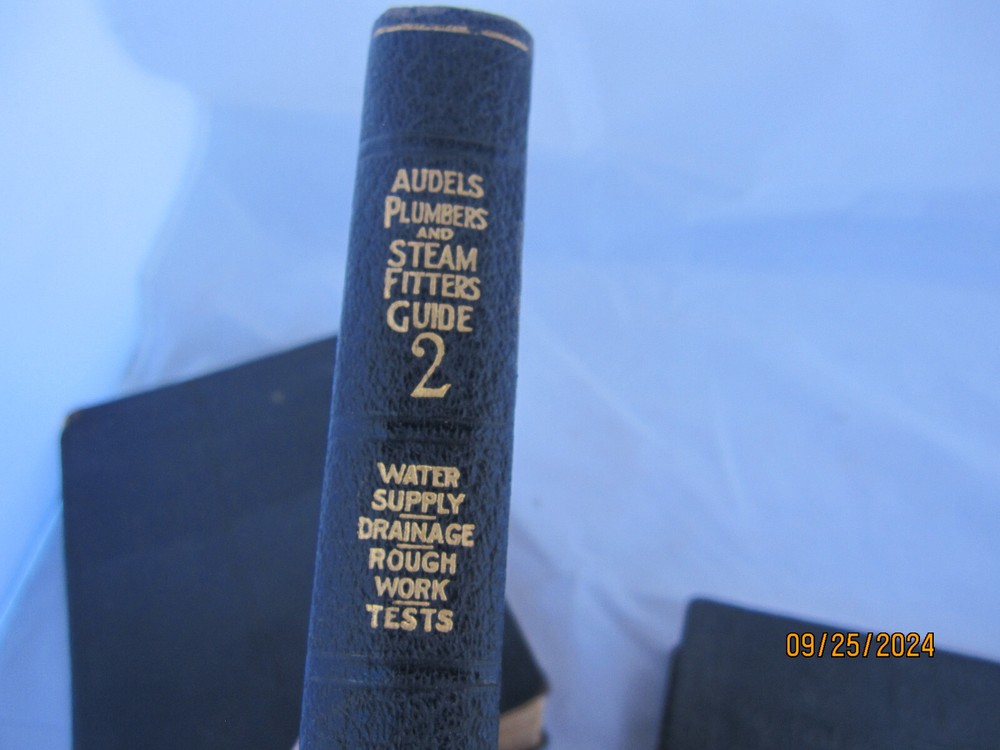 AUDELS
PLUMBERS
AND
STEAM
FITTERS
GUIDE
2
WATER
SUPPLY
DRAINAGE
ROUGH
WORK
TESTS
09/25/2024